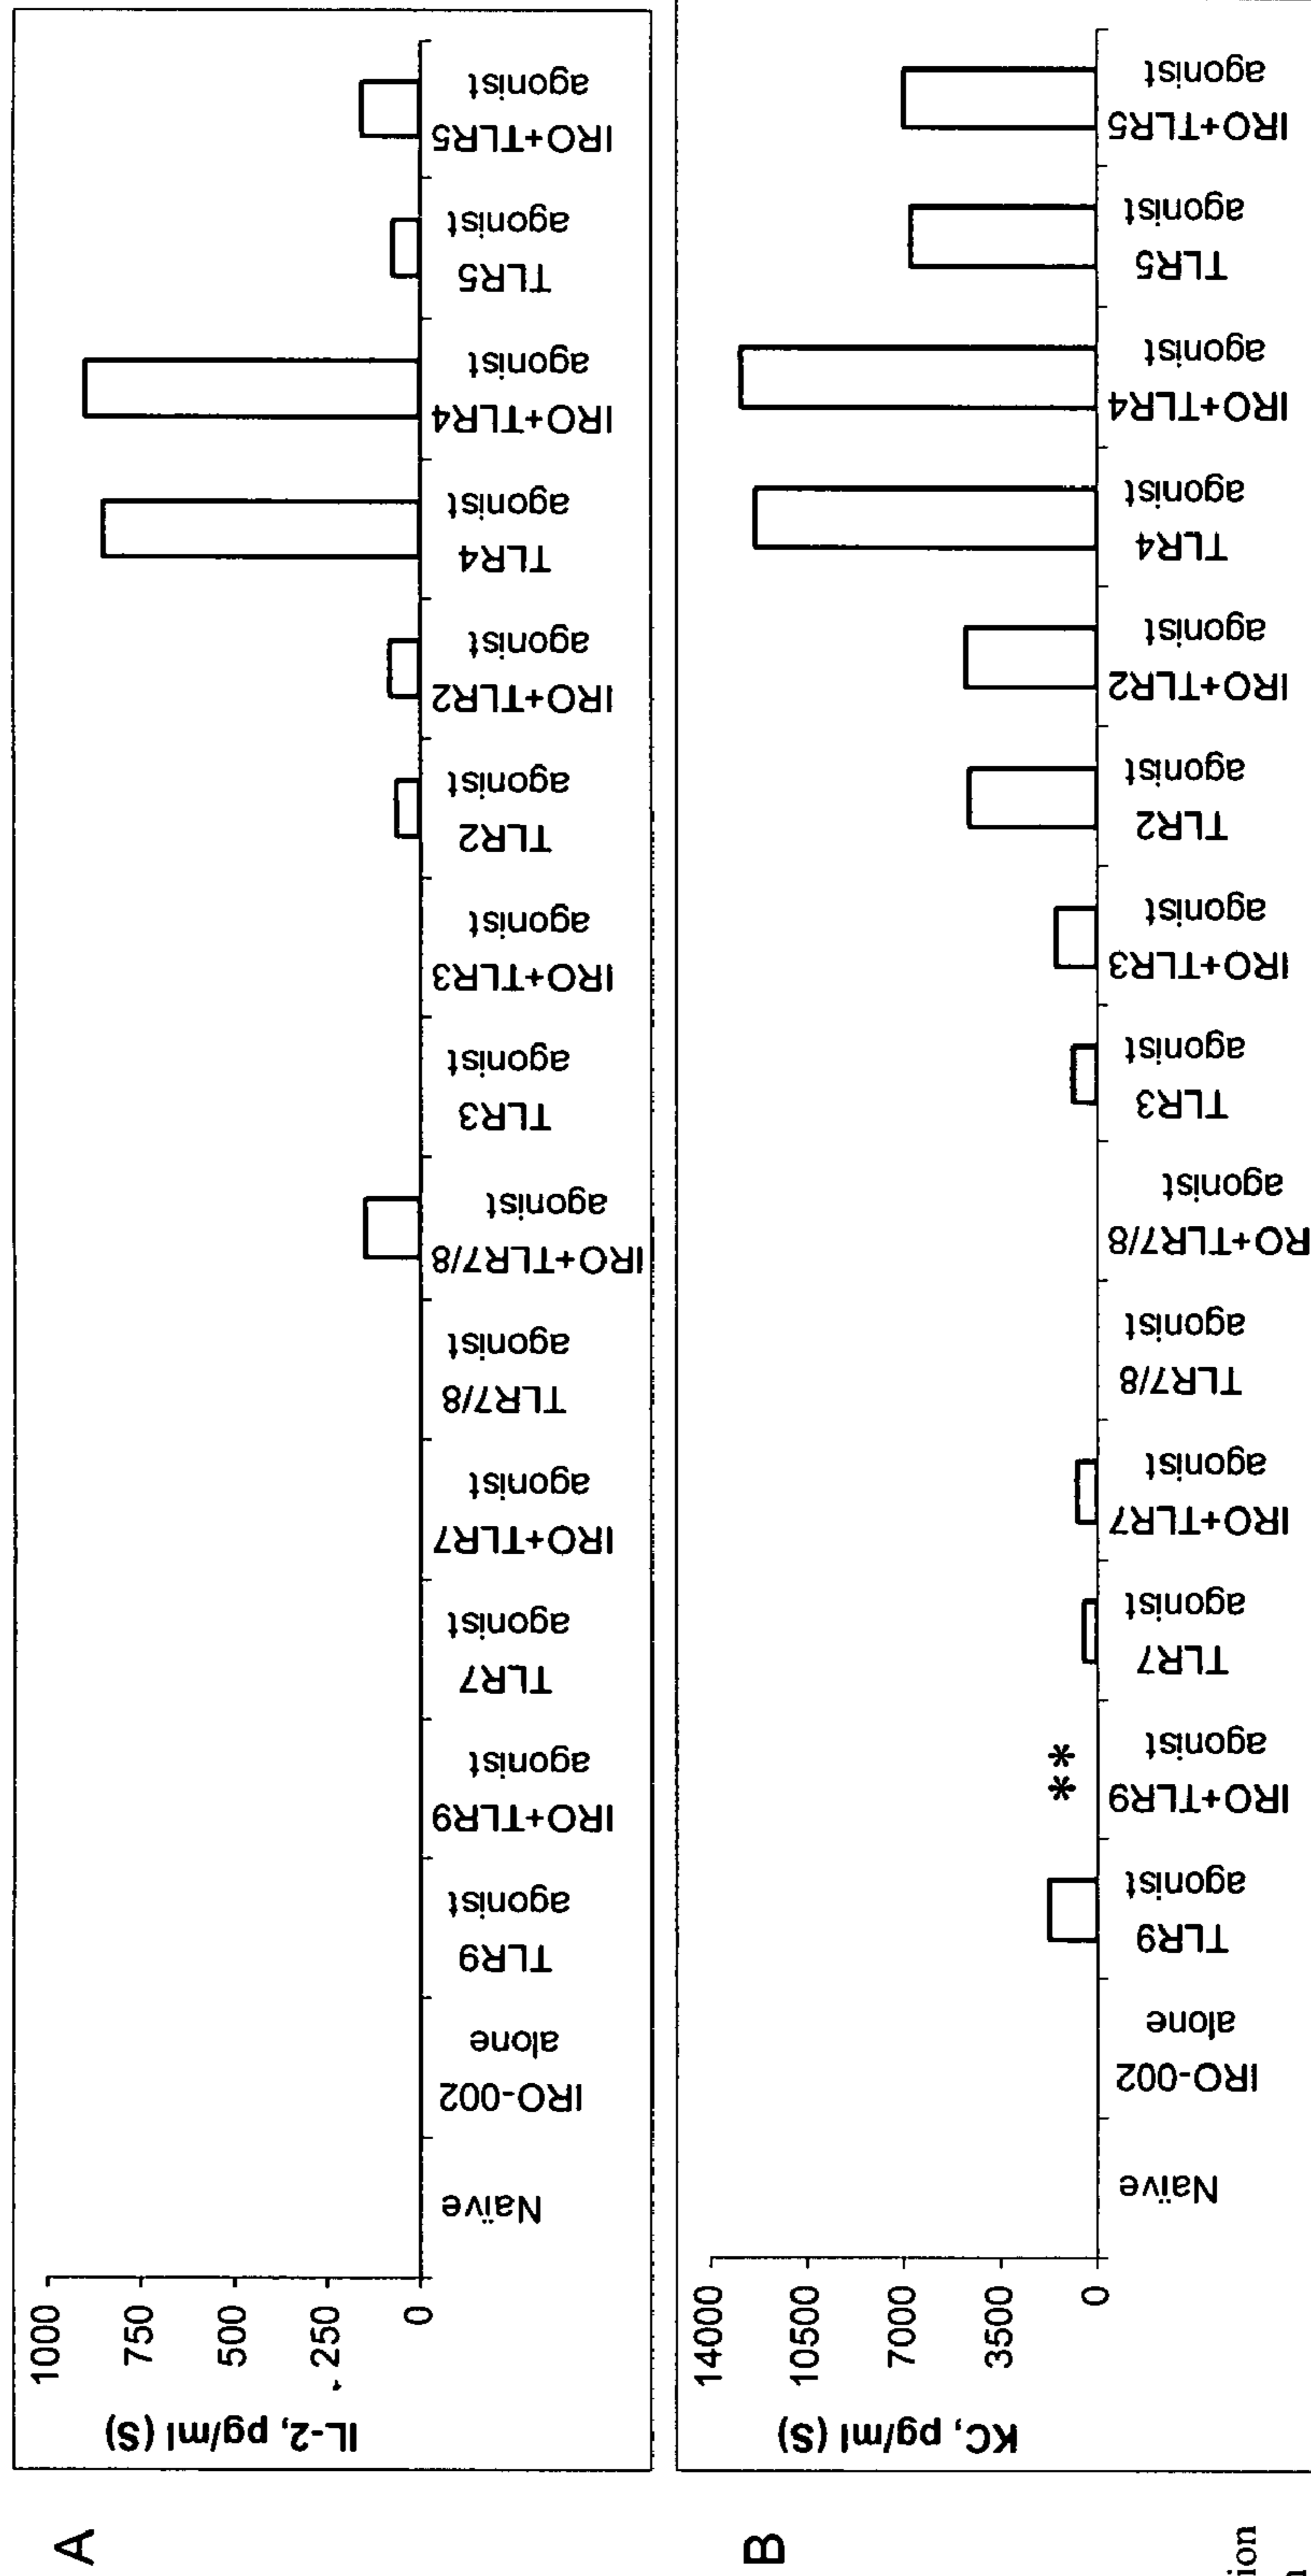 A
IL-2, pg/ml (S)
1000
750
500
250
0
Naïve
IRO-002
alone
TLR9
agonist
IRO+TLR9
agonist
TLR7
agonist
IRO+TLR7
agonist
TLR7/8
agonist
IRO+TLR7/8
agonist
TLR3
agonist
IRO+TLR3
agonist
TLR2
agonist
IRO+TLR2
agonist
TLR4
agonist
IRO+TLR4
agonist
TLR5
agonist
IRO+TLR5
agonist
B
KC, pg/ml (S)
14000
10500
7000
3500
0
Naïve
IRO-002
alone
TLR9
agonist
**
IRO+TLR9
agonist
TLR7
agonist
IRO+TLR7
agonist
TLR7/8
agonist
RO+TLR7/8
agonist
TLR3
agonist
IRO+TLR3
agonist
TLR2
agonist
IRO+TLR2
agonist
TLR4
agonist
IRO+TLR4
agonist
TLR5
agonist
IRO+TLR5
agonist
ion